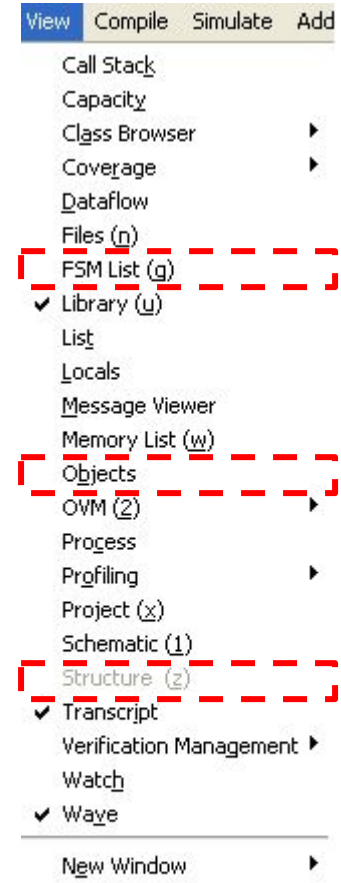 View Compile Simulate Add
Call Stack
Capacity
Class Browser
Coverage
Dataflow
Files (n)
FSM List (g)
Library (u)
List
Locals
Message Viewer
Memory List (w)
Objects
OVM (2)
Process
Profiling
Project (x)
Schematic (1)
Structure (z)
Transcript
Verification Management
Watch
Wave
New Window